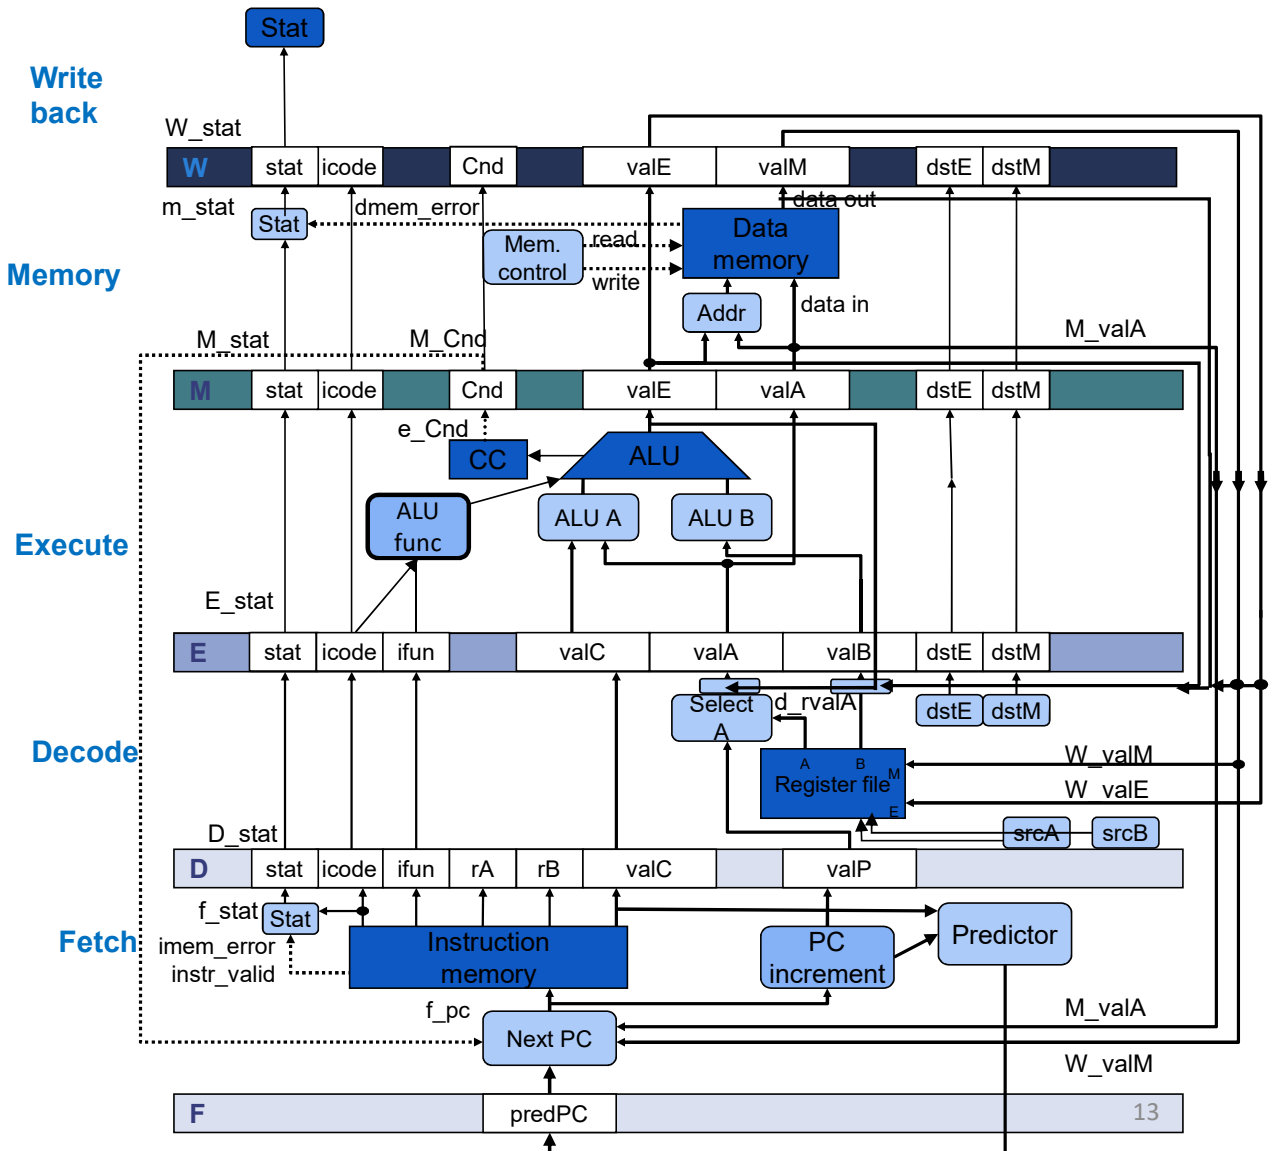 Stat
Write
back
W_stat
W stat icode Cnd valE valM dstE dstM
m_stat
dmem_error
data out
Stat
Mem.
control
read
write
Data
memory
Memory
Addr
data in
M_stat
M_Cnd
M_valA
M stat icode Cnd valE valA dstE dstM
e_Cnd
CC
ALU
ALU
func
ALU A
ALU B
Execute
E_stat
E stat icode ifun valC valA valB dstE dstM
Select
A
d_rvalA
dstE
dstM
Decode
A B M
Register file
E
W_valM
W_valE
srcA
srcB
D_stat
D stat icode ifun rA rB valC valP
f_stat
Stat
Fetch
imem_error
instr_valid
Instruction
memory
PC
increment
Predictor
f_pc
M_valA
Next PC
W_valM
F predPC
13